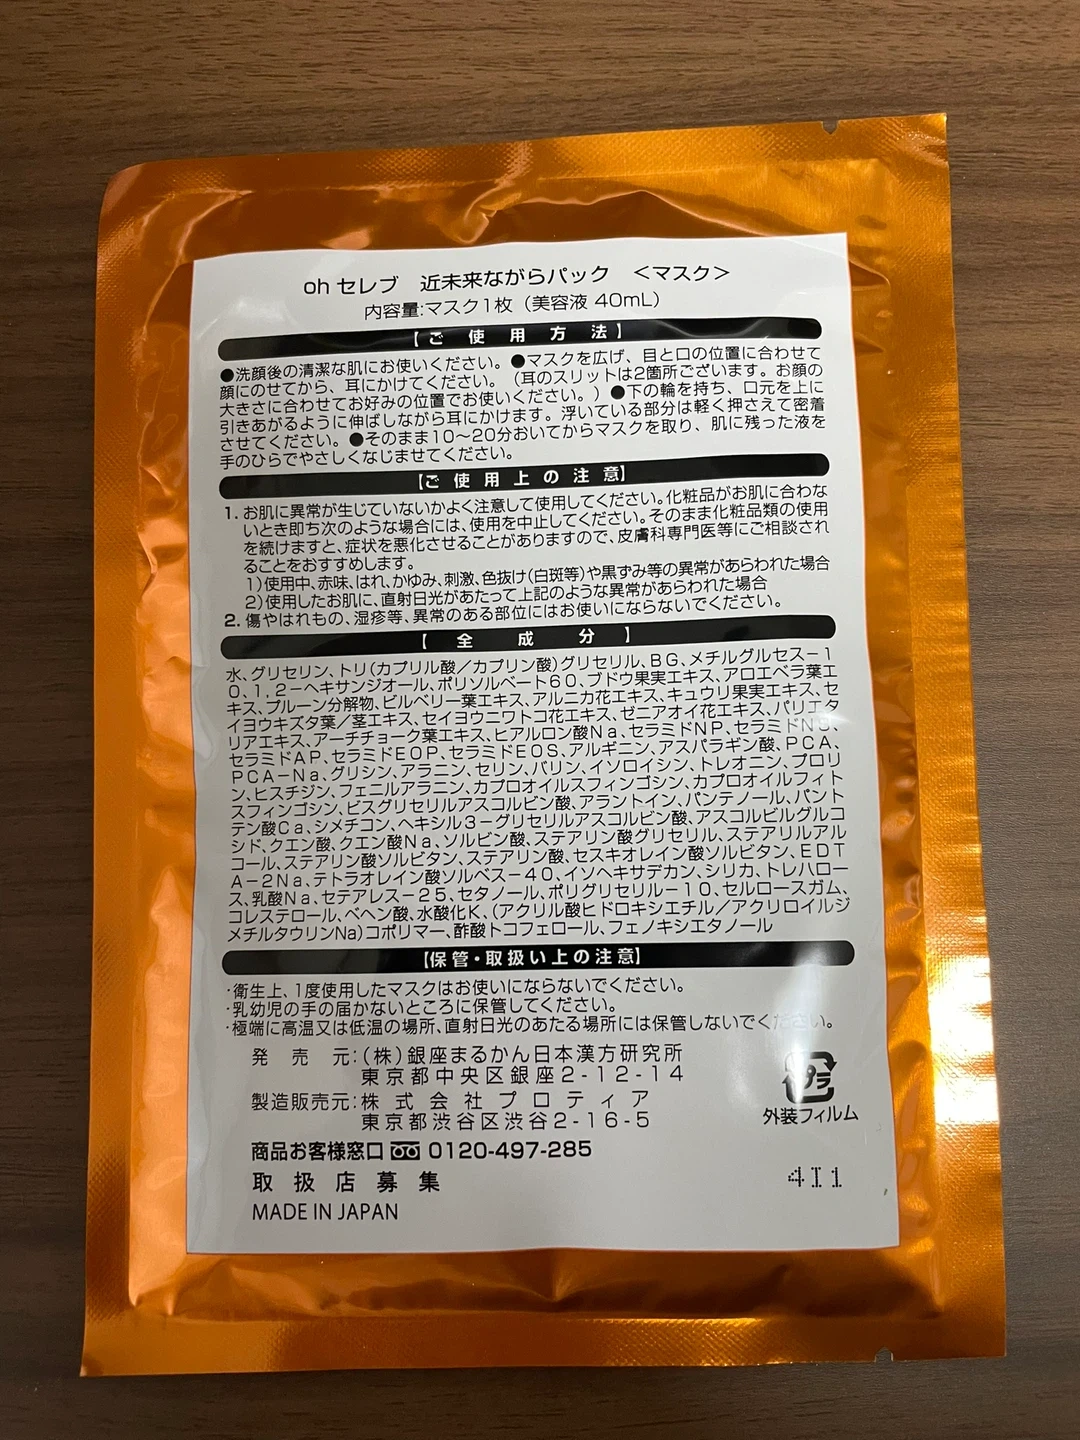 oh セレブ　近未来ながらパック　＜マスク＞
内容量:マスク1枚（美容液 40mL）
【ご使用方法】
●洗顔後の清潔な肌にお使いください。●マスクを広げ、目と口の位置に合わせて
顔にのせてから、耳にかけてください。（耳のスリットは2箇所ございます。お顔の
大きさに合わせてお好みの位置でお使いください。）●下の輪を持ち、口元を上に
引きあがるように伸ばしながら耳にかけます。浮いている部分は軽く押さえて密着
させてください。●そのまま10～20分おいてからマスクを取り、肌に残った液を
手のひらでやさしくなじませてください。
【ご使用上の注意】
1. お肌に異常が生じていないかよく注意して使用してください。化粧品がお肌に合わな
いとき即ち次のような場合には、使用を中止してください。そのまま化粧品類の使用
を続けますと、症状を悪化させることがありますので、皮膚科専門医等にご相談され
ることをおすすめします。
1)使用中、赤味、はれ、かゆみ、刺激、色抜け(白斑等)や黒ずみ等の異常があらわれた場合
2)使用したお肌に、直射日光があたって上記のような異常があらわれた場合
2. 傷やはれもの、湿疹等、異常のある部位にはお使いにならないでください。
【全成分】
水、グリセリン、トリ(カプリル酸／カプリン酸)グリセリル、BG、メチルグルセス－1
0、1,2－ヘキサンジオール、ポリソルベート60、ブドウ果実エキス、アロエベラ葉エ
キス、プルーン分解物、ビルベリー葉エキス、アルニカ花エキス、キュウリ果実エキス、セ
イヨウキズタ葉／茎エキス、セイヨウニワトコ花エキス、ゼニアオイ花エキス、パリエタ
リアエキス、アーチチョーク葉エキス、ヒアルロン酸Na、セラミドNP、セラミドNS、
セラミドAP、セラミドEOP、セラミドEOS、アルギニン、アスパラギン酸、PCA、
PCA－Na、グリシン、アラニン、セリン、バリン、イソロイシン、トレオニン、プロリ
ン、ヒスチジン、フェニルアラニン、カプロオイルスフィンゴシン、カプロオイルフィト
スフィンゴシン、ビスグリセリルアスコルビン酸、アラントイン、パンテノール、パント
テン酸Ca、シメチコン、ヘキシル3－グリセリルアスコルビン酸、アスコルビルグルコ
シド、クエン酸、クエン酸Na、ソルビン酸、ステアリン酸グリセリル、ステアリルアル
コール、ステアリン酸ソルビタン、ステアリン酸、セスキオレイン酸ソルビタン、EDT
A－2Na、テトラオレイン酸ソルベス－40、イソヘキサデカン、シリカ、トレハロー
ス、乳酸Na、セテアレス－25、セタノール、ポリグリセリル－10、セルロースガム、
コレステロール、ベヘン酸、水酸化K、(アクリル酸ヒドロキシエチル／アクリロイルジ
メチルタウリンNa)コポリマー、酢酸トコフェロール、フェノキシエタノール
【保管・取扱い上の注意】
・衛生上、1度使用したマスクはお使いにならないでください。
・乳幼児の手の届かないところに保管してください。
・極端に高温又は低温の場所、直射日光のあたる場所には保管しないでください。
発売元：(株)銀座まるかん日本漢方研究所
東京都中央区銀座2-12-14
製造販売元：株式会社プロティア
東京都渋谷区渋谷2-16-5
プラ
外装フィルム
商品お客様窓口 0120-497-285
取扱店募集
4I1
MADE IN JAPAN